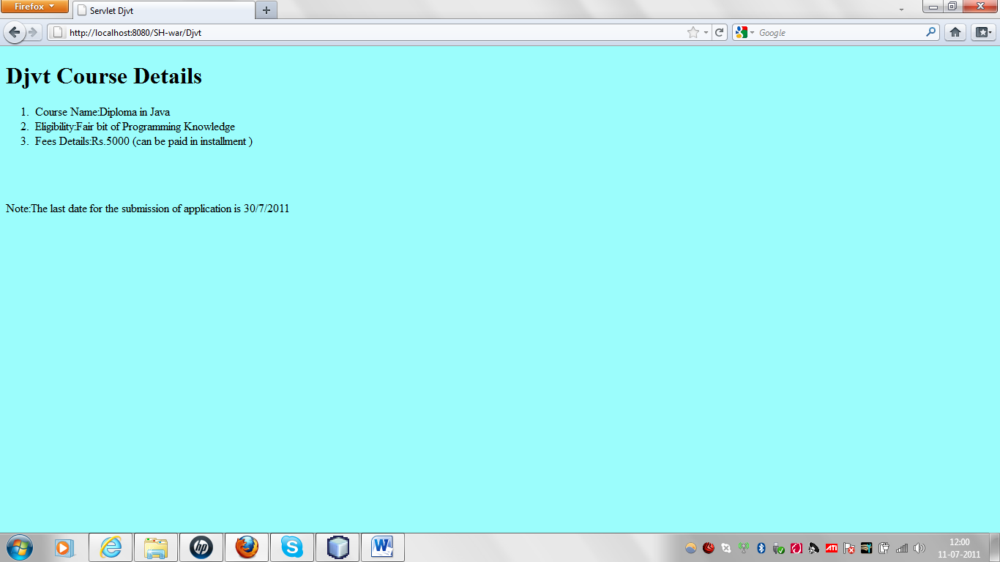 Firefox
Servlet Djvt
http://localhost:8080/SH-war/Djvt
Google
Djvt Course Details
1. Course Name:Diploma in Java
2. Eligibility:Fair bit of Programming Knowledge
3. Fees Details:Rs.5000 (can be paid in installment )
Note:The last date for the submission of application is 30/7/2011
hp
ATI
12:00
11-07-2011